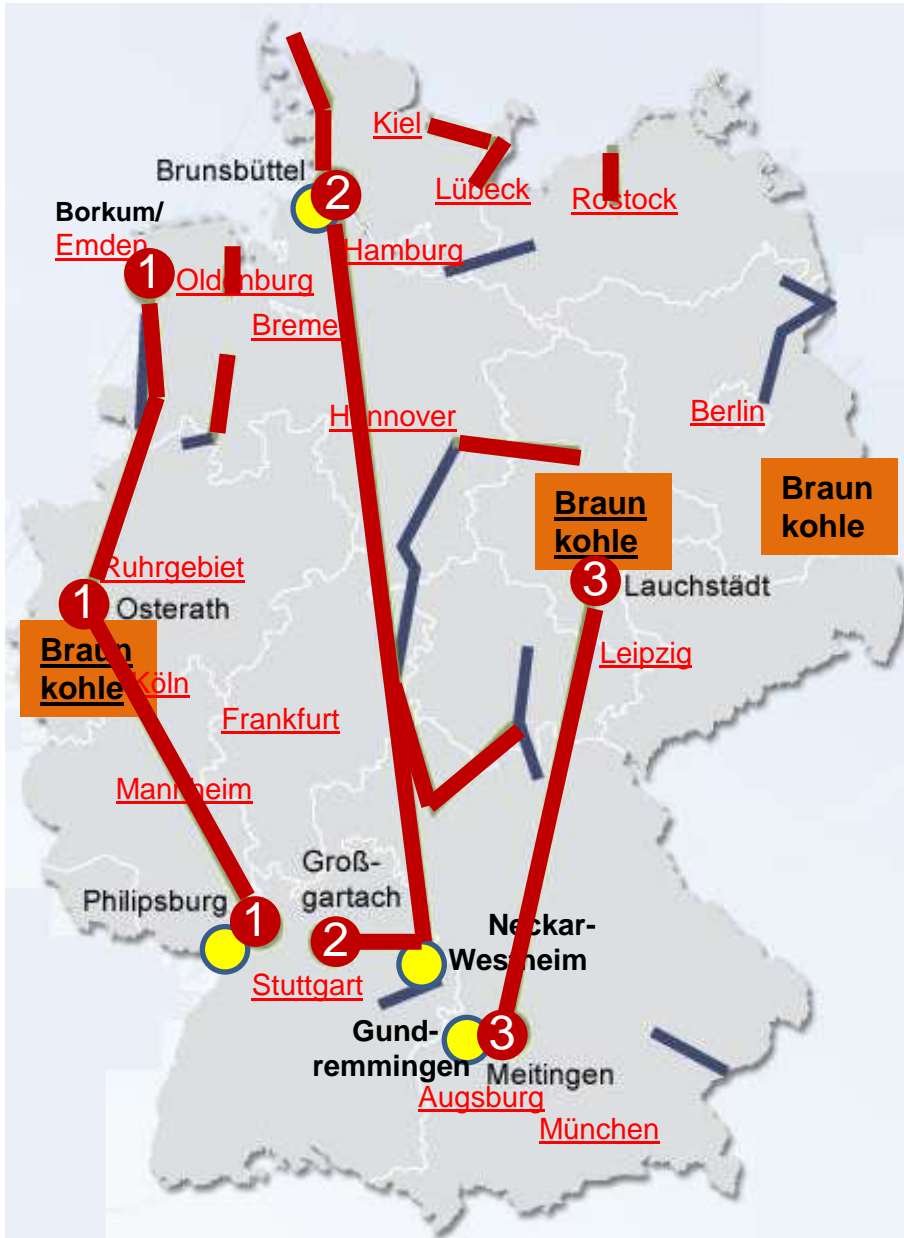 Kiel
Brunsbüttel
2
Lübeck
Rostock
Borkum/
Emden
Hamburg
1
Oldenburg
Breme
Hannover
Berlin
Braun
kohle
Braun
kohle
Ruhrgebiet
3
Lauchstädt
1
Osterath
Braun
kohle
Köln
Leipzig
Frankfurt
Mannheim
Groß-
gartach
Philipsburg
1
2
Neckar-
Westheim
Stuttgart
Gund-
remmingen
3
Meitingen
Augsburg
München